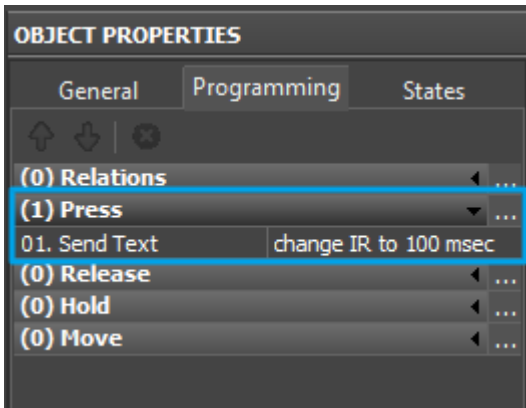 OBJECT PROPERTIES
General Programming States
(0) Relations ...
(1) Press ...
01. Send Text change IR to 100 msec
(0) Release ...
(0) Hold ...
(0) Move ...